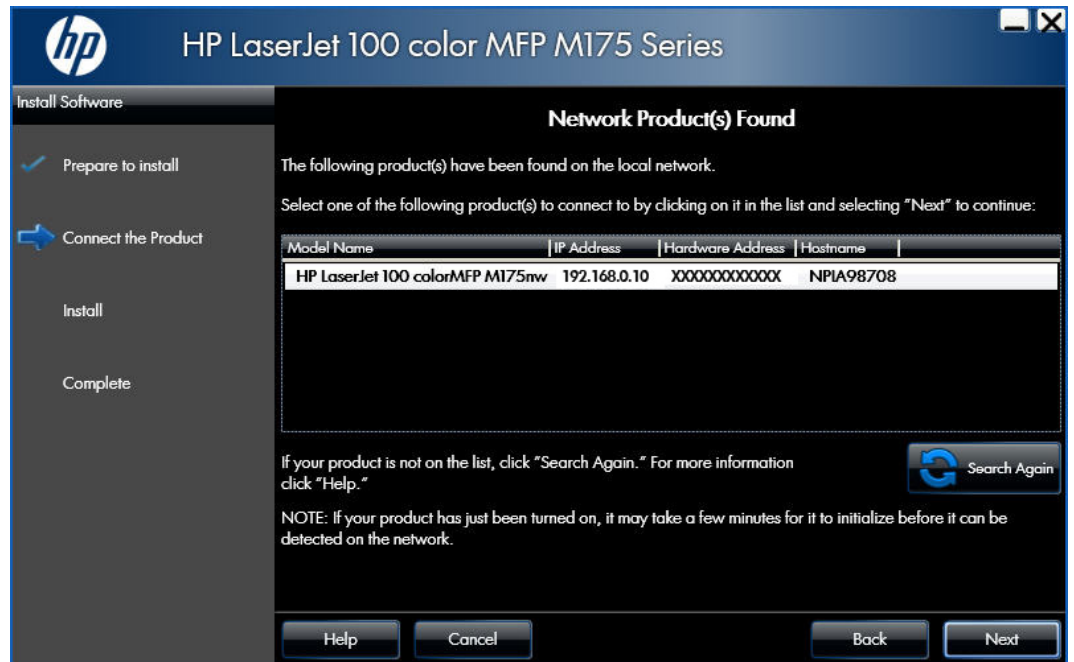 hp
HP LaserJet 100 color MFP M175 Series
Install Software
Prepare to install
Connect the Product
Install
Complete
Network Product(s) Found
The following product(s) have been found on the local network.
Select one of the following product(s) to connect to by clicking on it in the list and selecting "Next" to continue:
Model Name IP Address Hardware Address Hostname
HP LaserJet 100 colorMFP M175nw 192.168.0.10 XXXXXXXXXXXX NPIA98708
If your product is not on the list, click "Search Again." For more information
click "Help."
Search Again
NOTE: If your product has just been turned on, it may take a few minutes for it to initialize before it can be
detected on the network.
Help Cancel Back Next